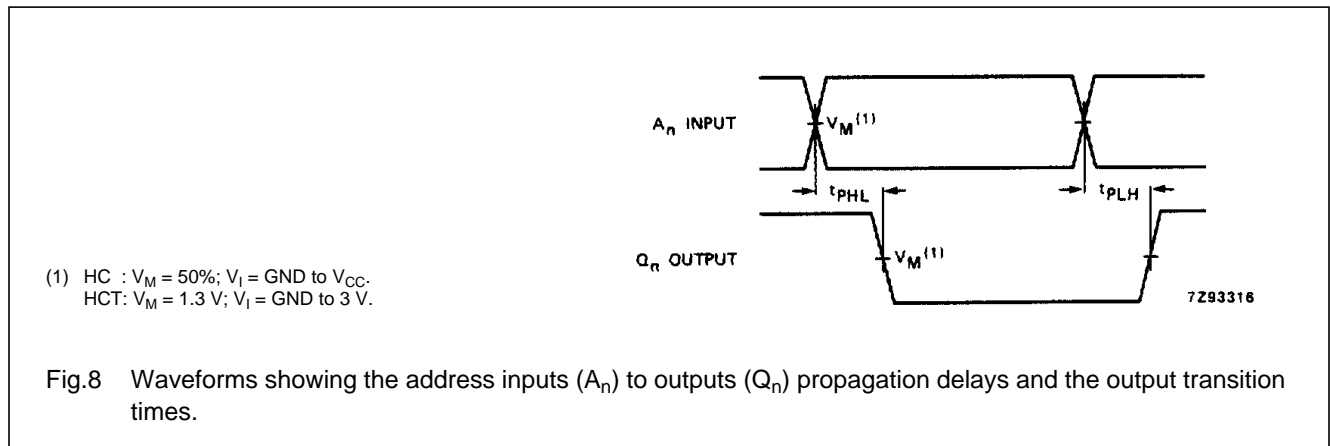 Aₙ INPUT
V_M(1)
t_PHL
t_PLH
Qₙ OUTPUT
V_M(1)
7Z93316
(1) HC : V_M = 50%; V_I = GND to V_CC.
HCT: V_M = 1.3 V; V_I = GND to 3 V.
Fig.8 Waveforms showing the address inputs (Aₙ) to outputs (Qₙ) propagation delays and the output transition
times.